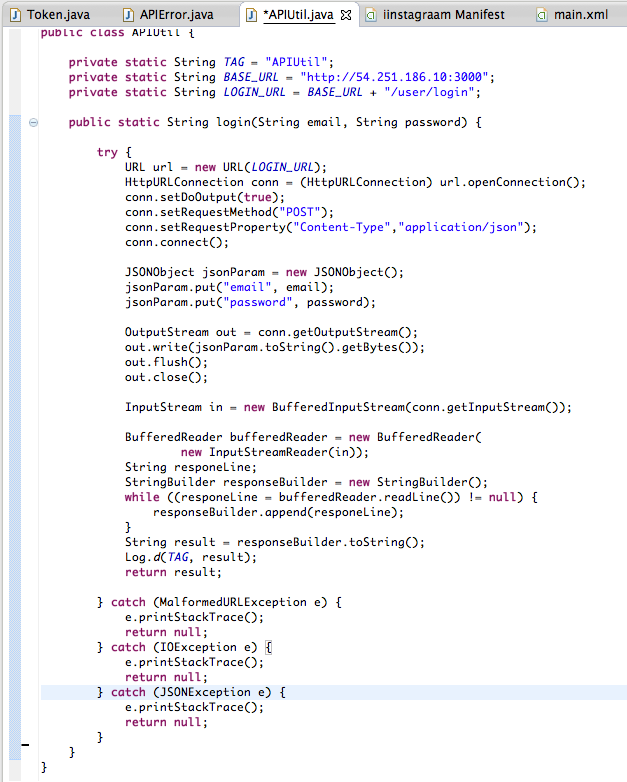 Token.java APIError.java *APIUtil.java iinstagraam Manifest main.xml
public class APIUtil {
private static String TAG = "APIUtil";
private static String BASE_URL = "http://54.251.186.10:3000";
private static String LOGIN_URL = BASE_URL + "/user/login";
public static String login(String email, String password) {
try {
URL url = new URL(LOGIN_URL);
HttpURLConnection conn = (HttpURLConnection) url.openConnection();
conn.setDoOutput(true);
conn.setRequestMethod("POST");
conn.setRequestProperty("Content-Type","application/json");
conn.connect();
JSONObject jsonParam = new JSONObject();
jsonParam.put("email", email);
jsonParam.put("password", password);
OutputStream out = conn.getOutputStream();
out.write(jsonParam.toString().getBytes());
out.flush();
out.close();
InputStream in = new BufferedInputStream(conn.getInputStream());
BufferedReader bufferedReader = new BufferedReader(
new InputStreamReader(in));
String responeLine;
StringBuilder responseBuilder = new StringBuilder();
while ((responeLine = bufferedReader.readLine()) != null) {
responseBuilder.append(responeLine);
}
String result = responseBuilder.toString();
Log.d(TAG, result);
return result;
} catch (MalformedURLException e) {
e.printStackTrace();
return null;
} catch (IOException e) {
e.printStackTrace();
return null;
} catch (JSONException e) {
e.printStackTrace();
return null;
}
}
}